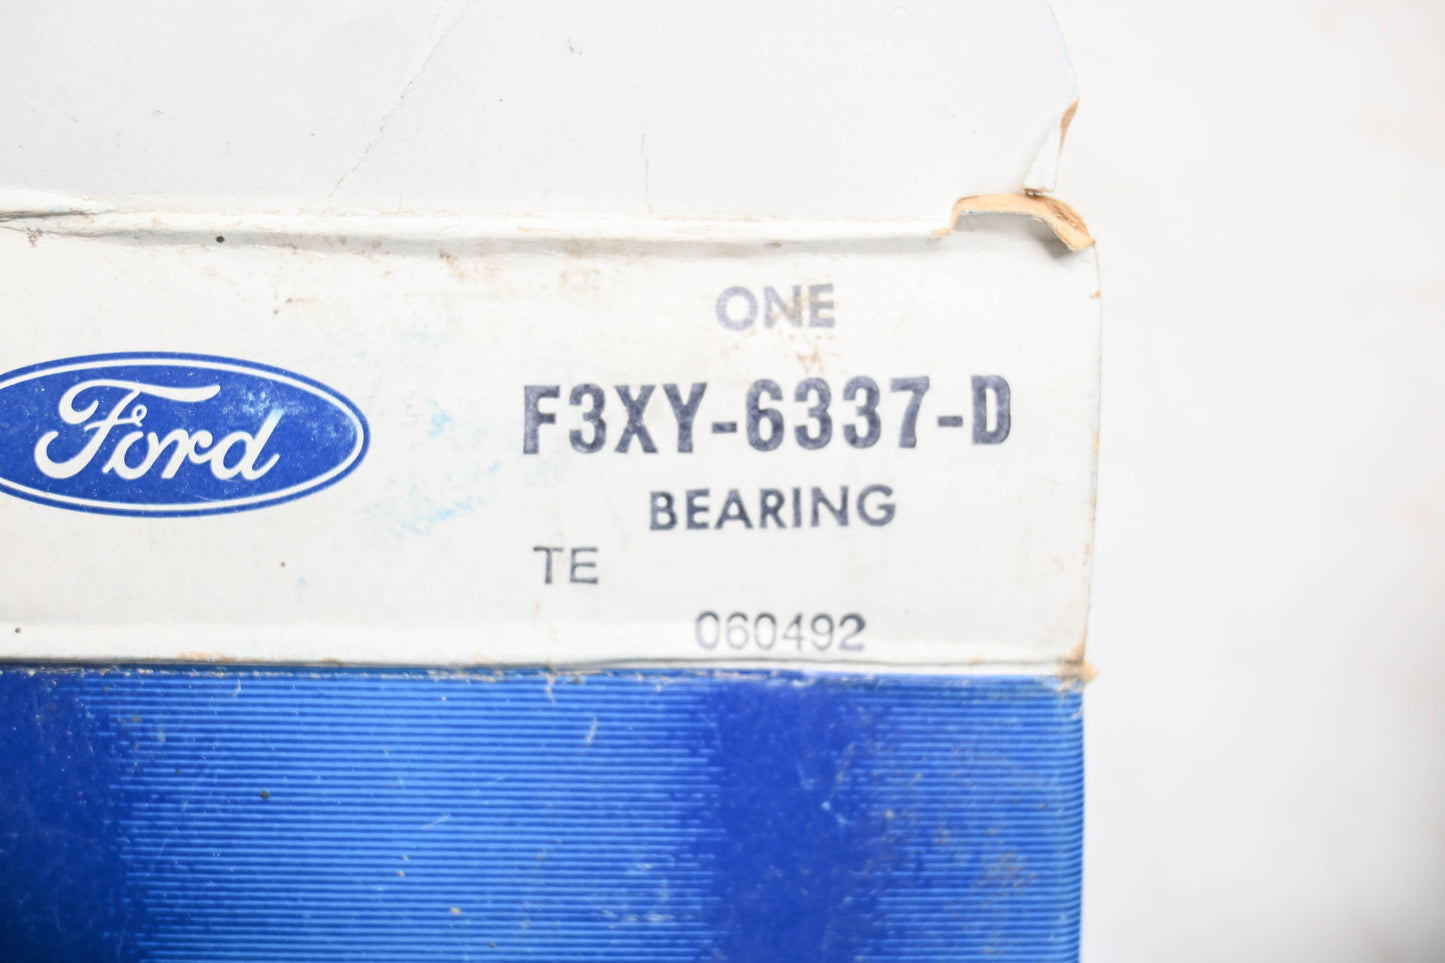 ONE
Ford
F3XY-6337-D
BEARING
TE
060492